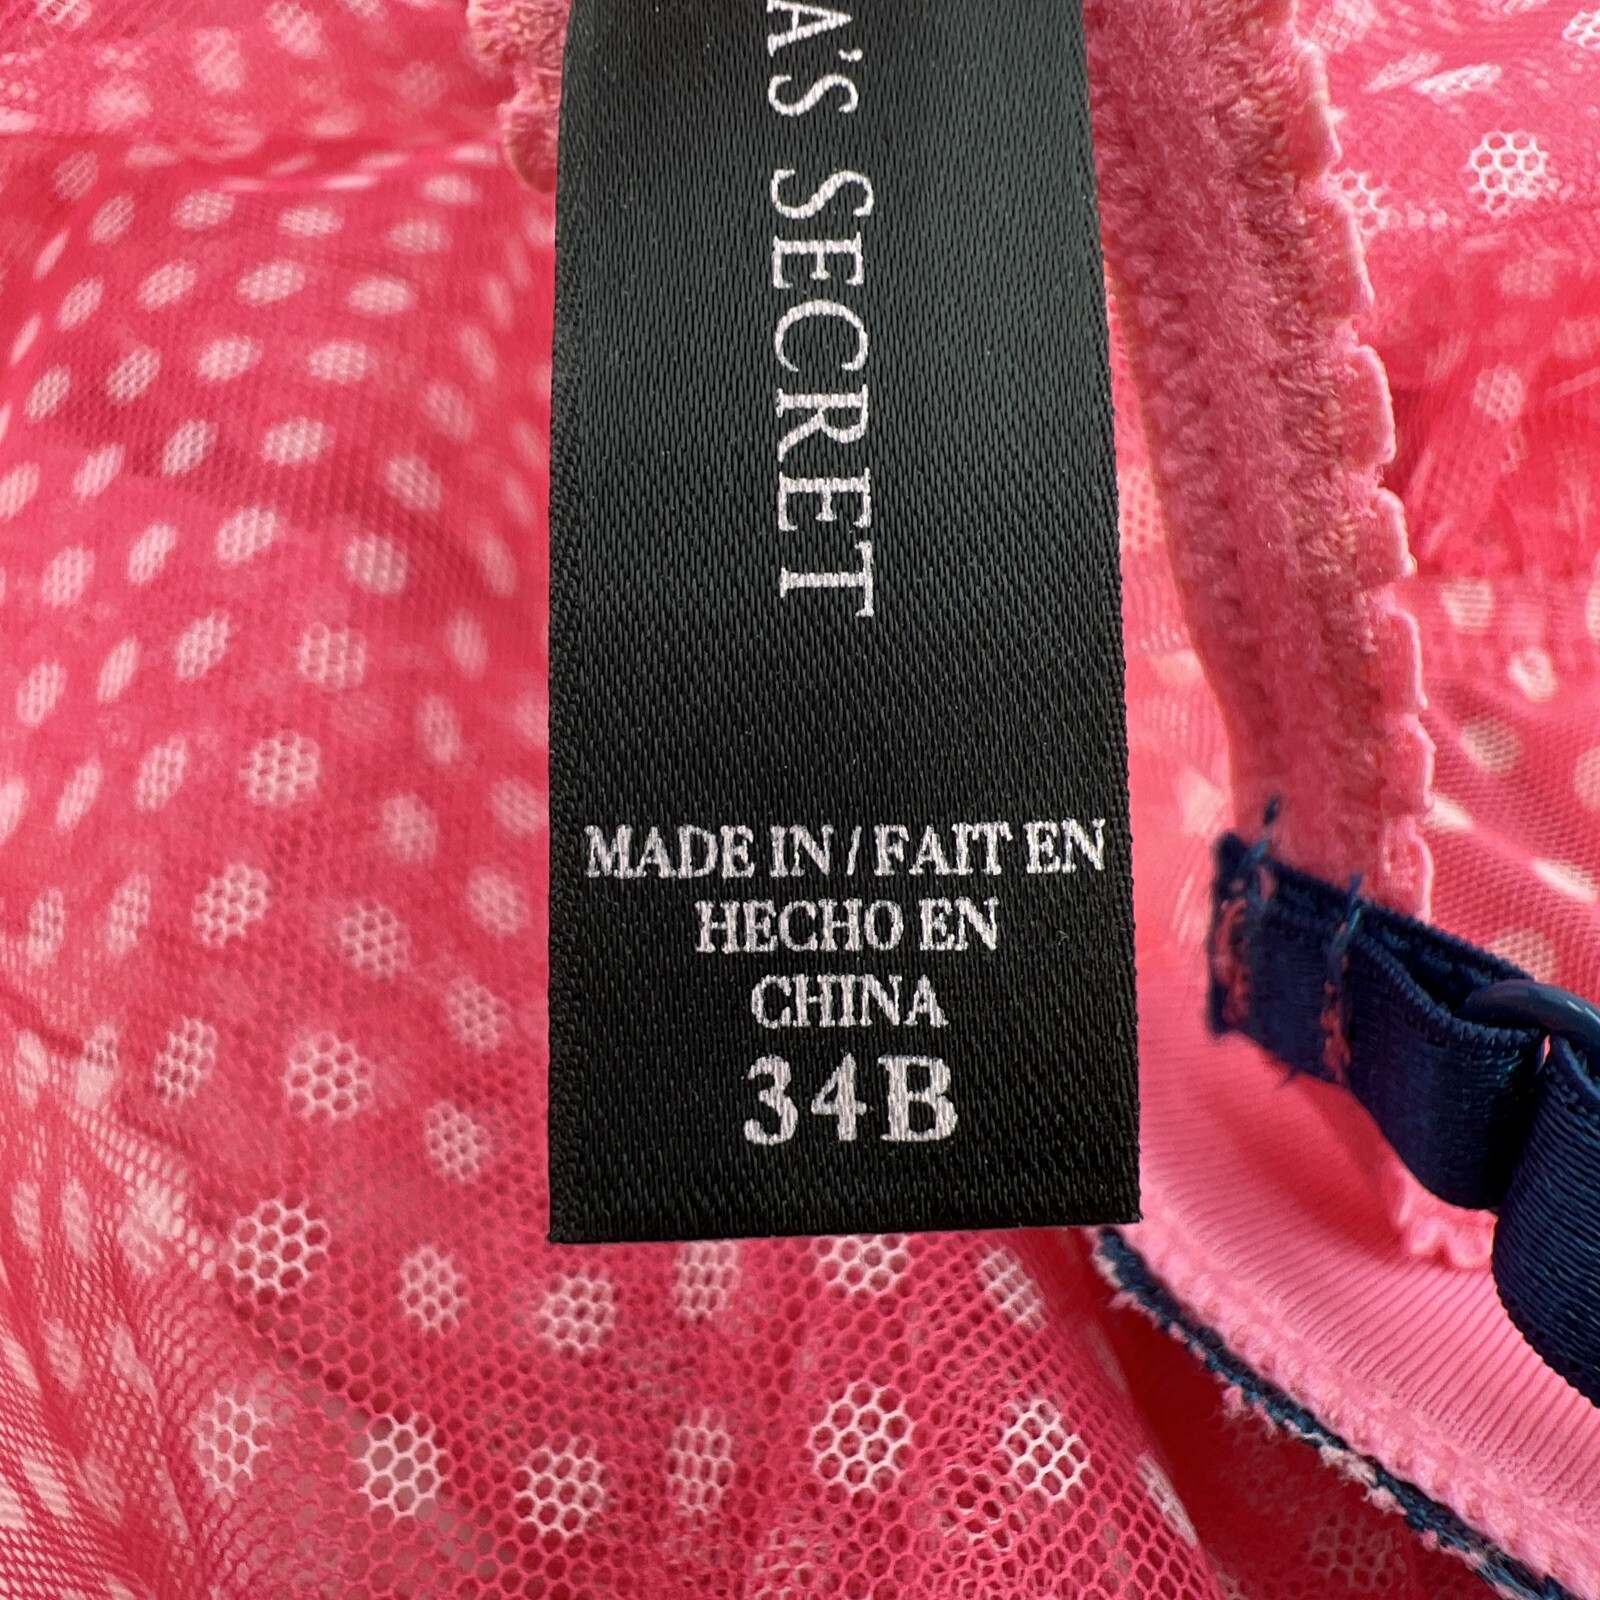 A'S SECRET
MADE IN / FAIT EN
HECHO EN
CHINA
34B